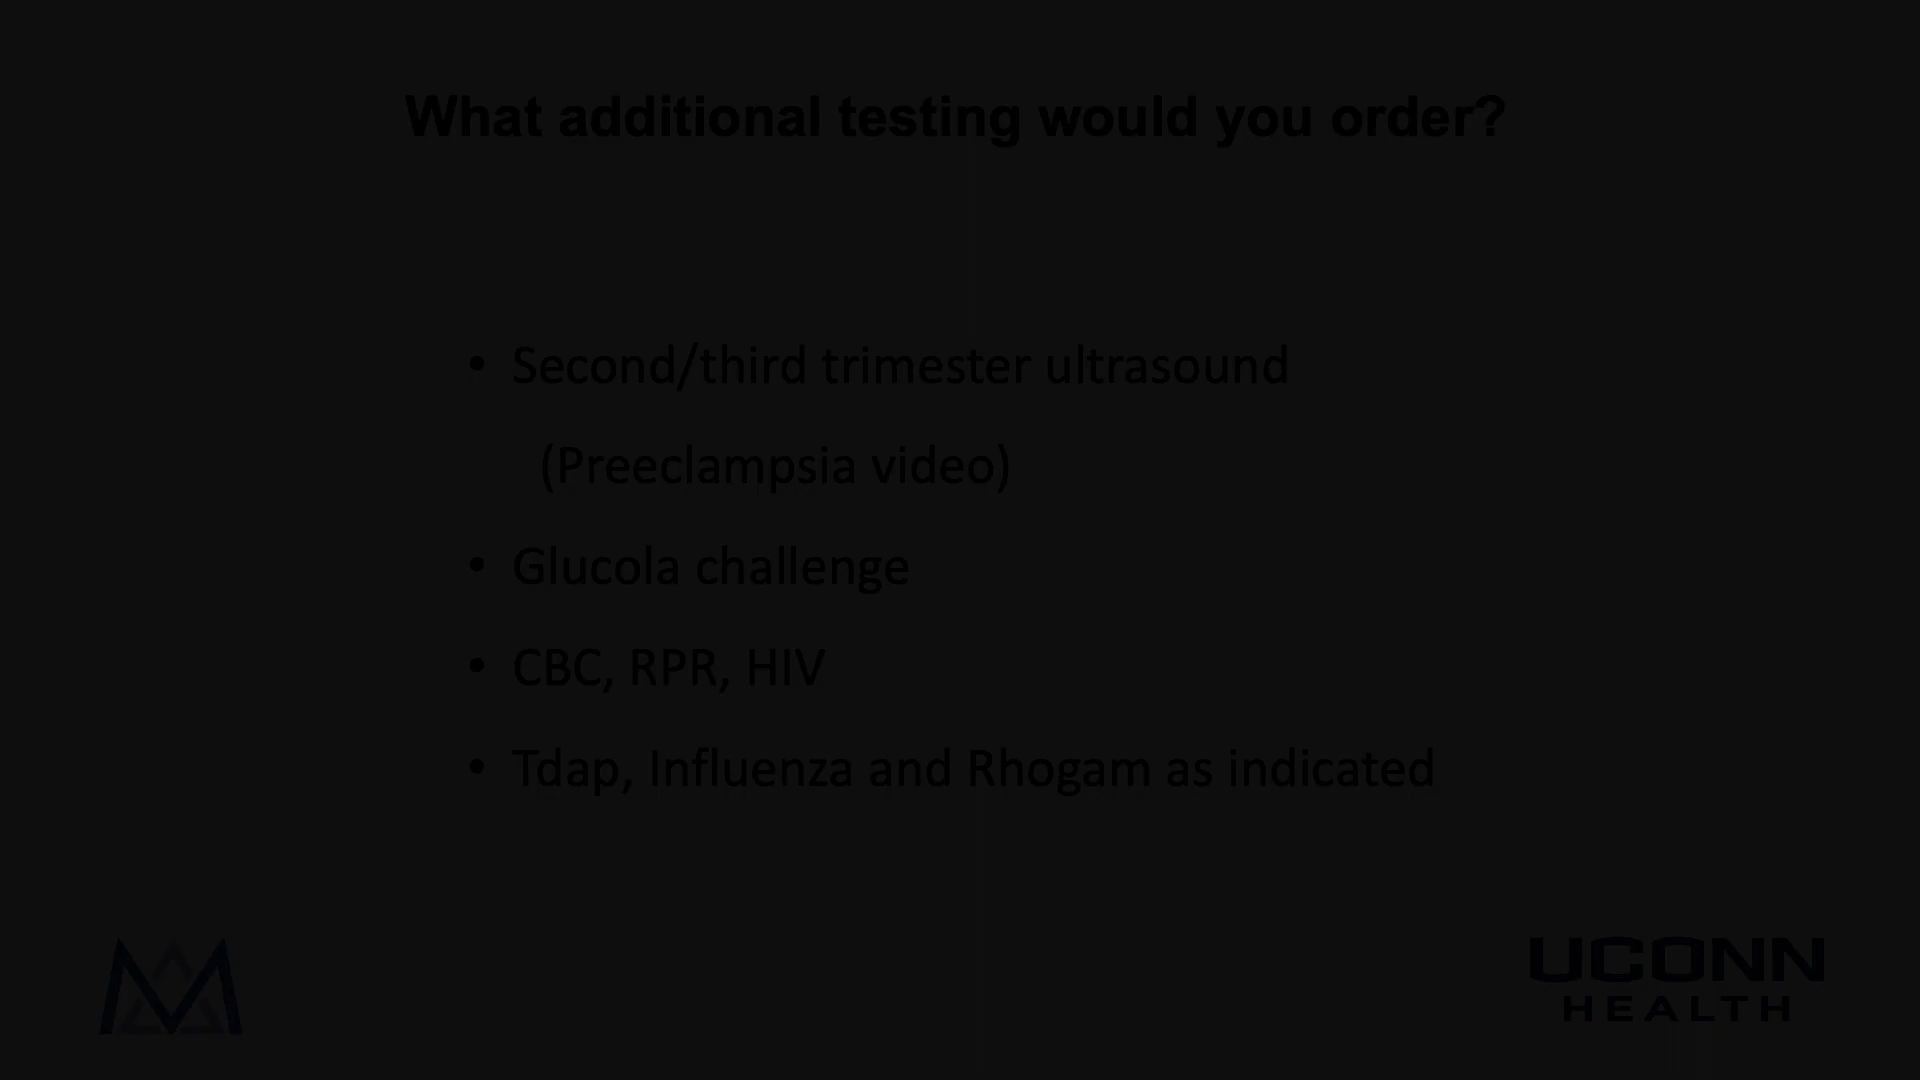 What additional testing would you order?
• Second/third trimester ultrasound
(Preeclampsia video)
• Glucola challenge
• CBC, RPR, HIV
• Tdap, Influenza and Rhogam as indicated
UCONN
HEALTH